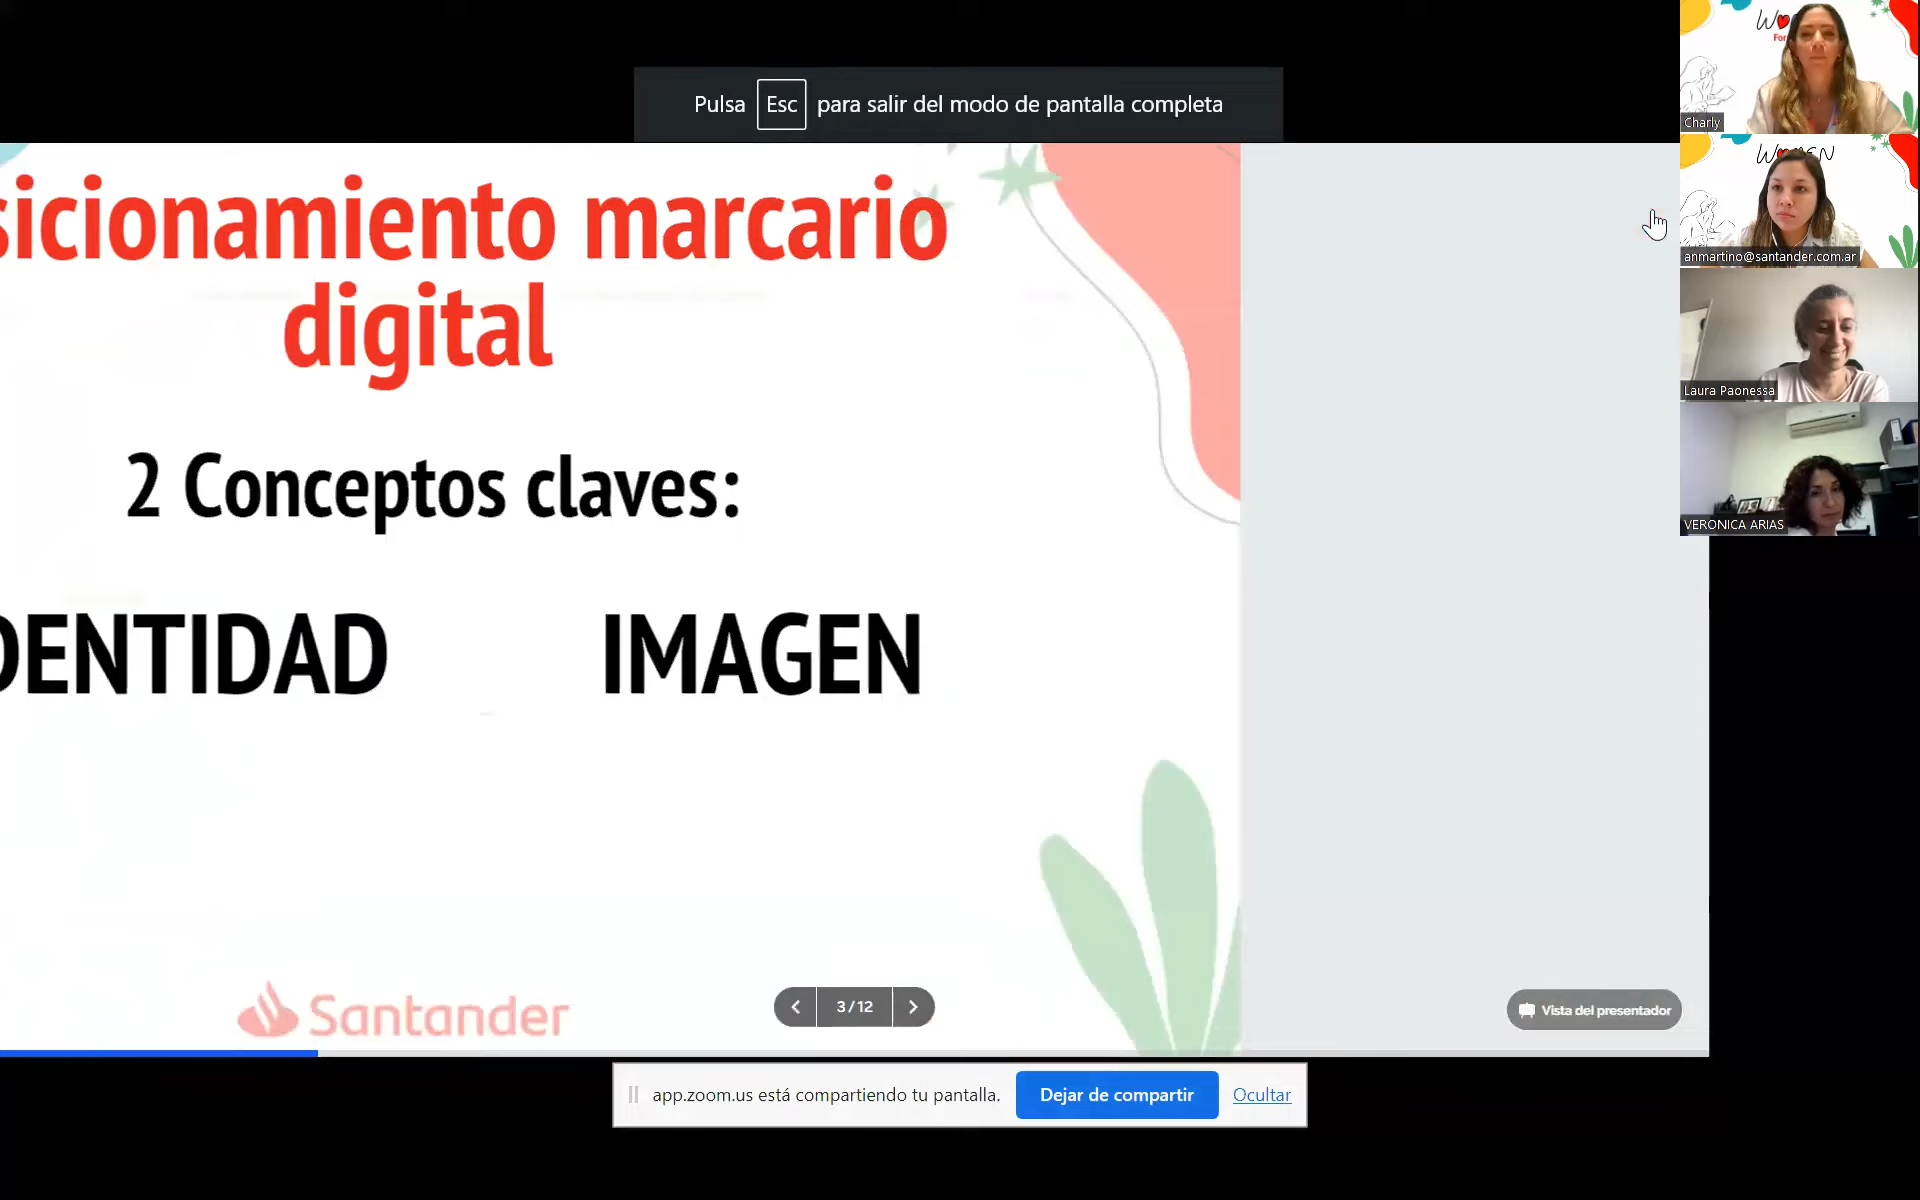 Pulsa Esc para salir del modo de pantalla completa
sicionamiento marcario
digital
2 Conceptos claves:
DENTIDAD IMAGEN
Santander
3/12
Vista del presentador
app.zoom.us está compartiendo tu pantalla. Dejar de compartir Ocultar
Charly
WOMEN
anmartino@santander.com.ar
Laura Paonessa
VERONICA ARIAS